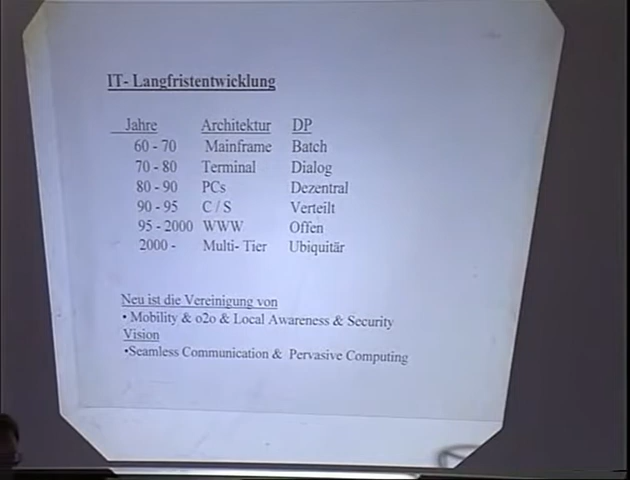 IT- Langfristentwicklung
Jahre Architektur DP
60 - 70 Mainframe Batch
70 - 80 Terminal Dialog
80 - 90 PCs Dezentral
90 - 95 C / S Verteilt
95 - 2000 WWW Offen
2000 - Multi- Tier Ubiquitär
Neu ist die Vereinigung von
• Mobility & o2o & Local Awareness & Security
Vision
•Seamless Communication & Pervasive Computing